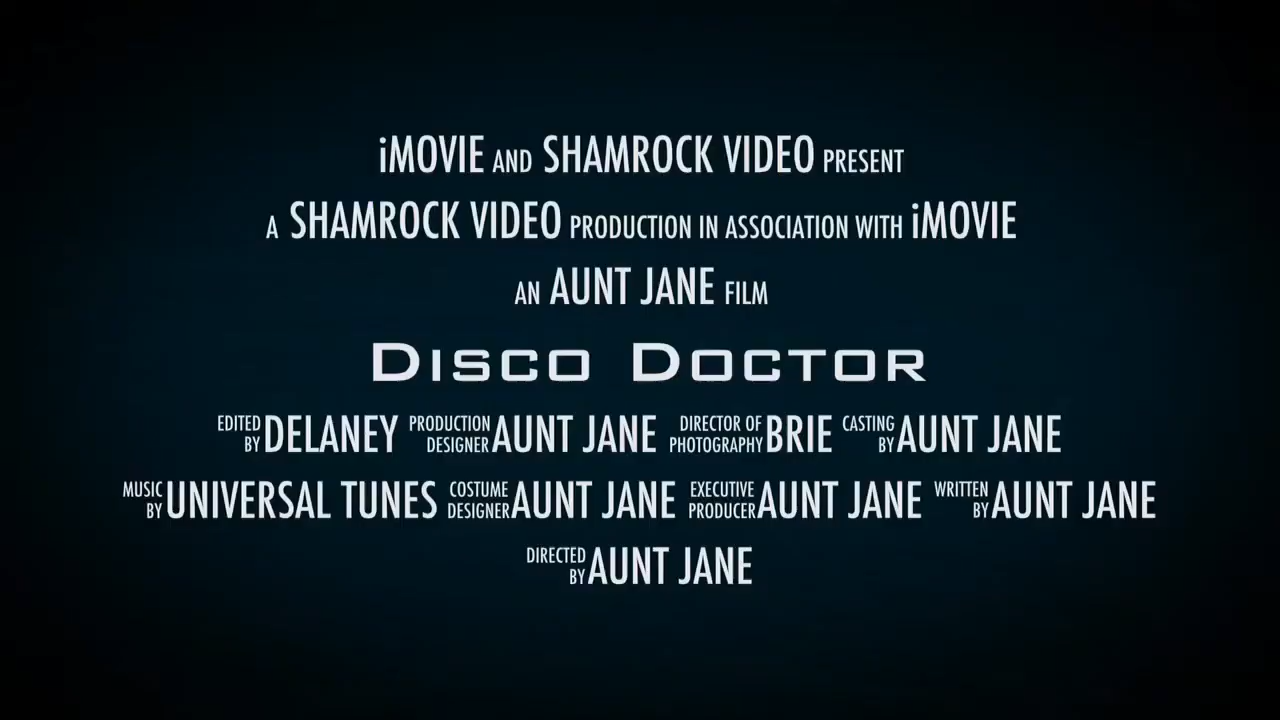 iMOVIE AND SHAMROCK VIDEO PRESENT
A SHAMROCK VIDEO PRODUCTION IN ASSOCIATION WITH iMOVIE
AN AUNT JANE FILM
DISCO DOCTOR
EDITED BY DELANEY PRODUCTION DESIGNER AUNT JANE DIRECTOR OF PHOTOGRAPHY BRIE CASTING BY AUNT JANE
MUSIC BY UNIVERSAL TUNES COSTUME DESIGNER AUNT JANE EXECUTIVE PRODUCER AUNT JANE WRITTEN BY AUNT JANE
DIRECTED BY AUNT JANE